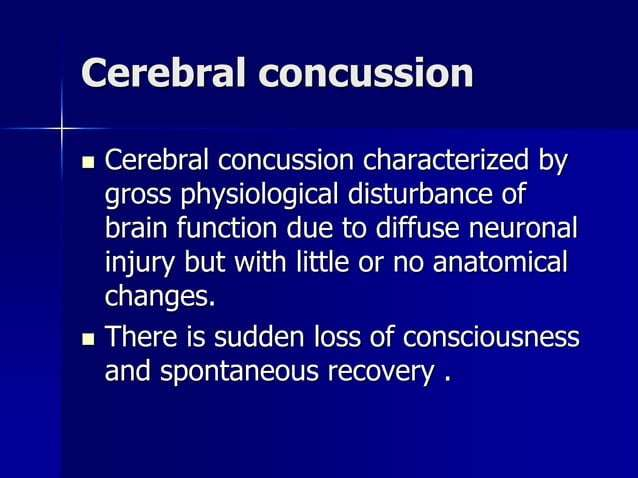 Cerebral concussion
■ Cerebral concussion characterized by
gross physiological disturbance of
brain function due to diffuse neuronal
injury but with little or no anatomical
changes.
■ There is sudden loss of consciousness
and spontaneous recovery .